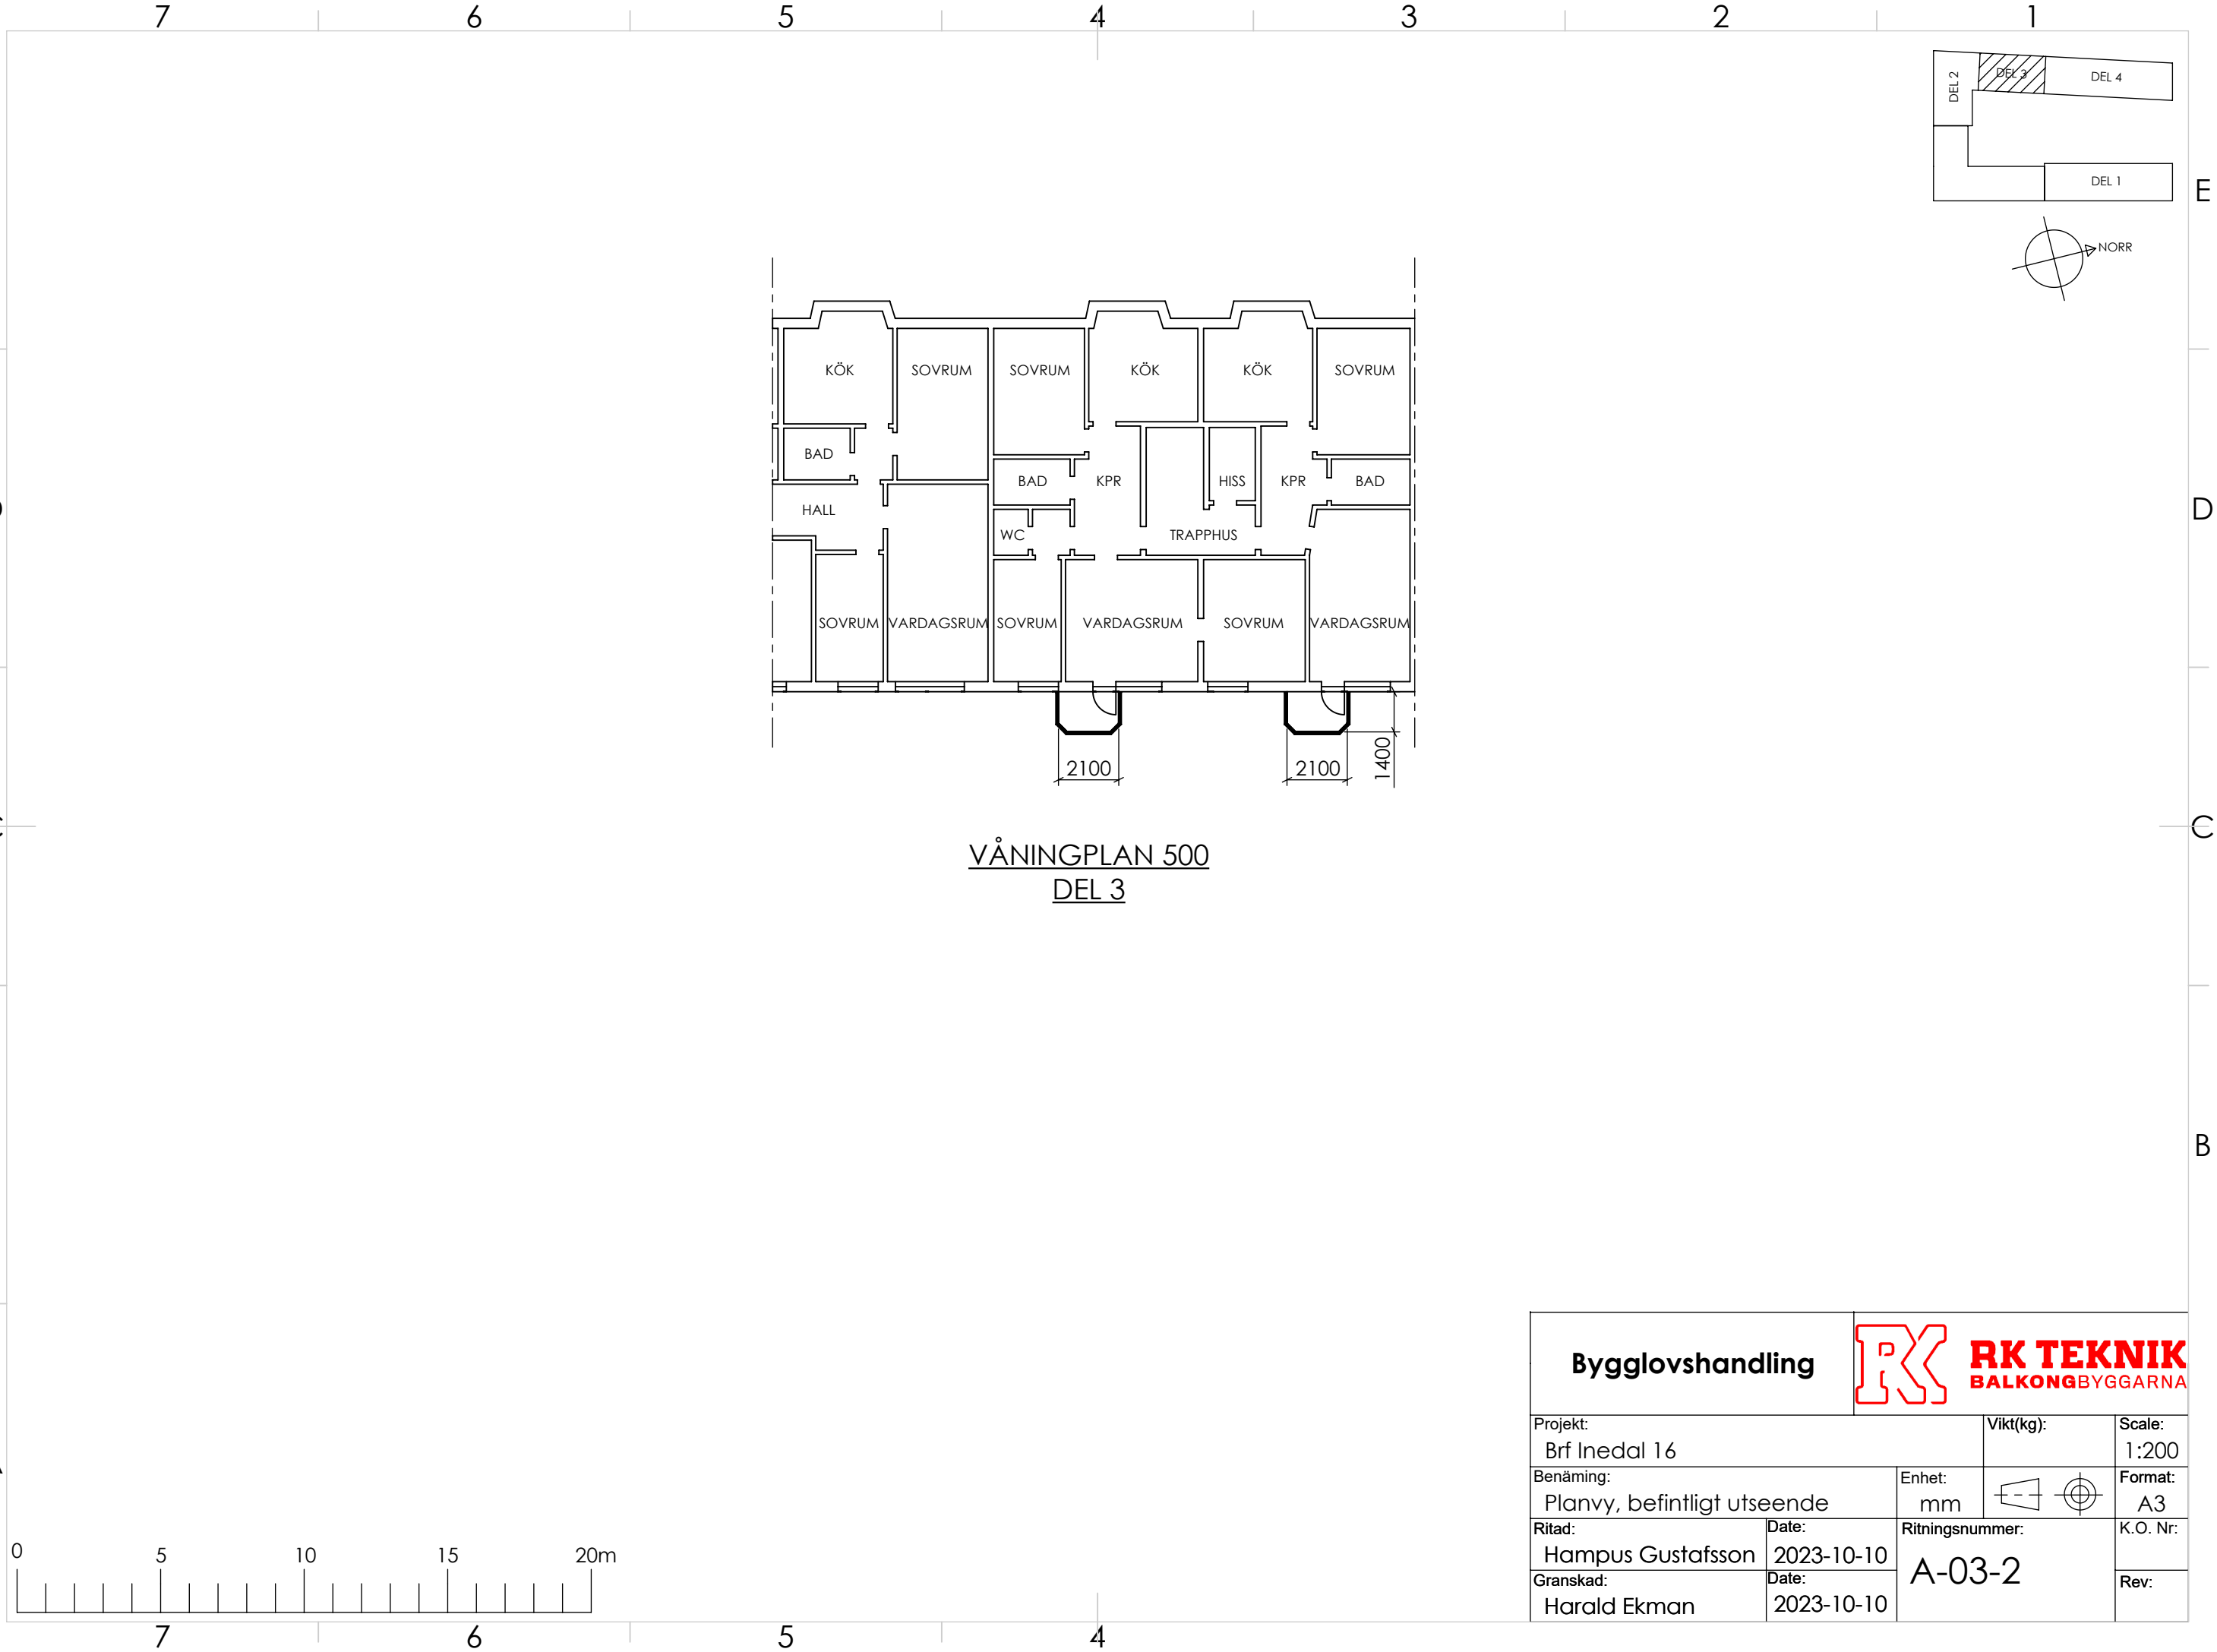 7 6 5 4 3 2 1
DEL 2 DEL 3 DEL 4
DEL 1
E
NORR
KÖK SOVRUM SOVRUM KÖK KÖK SOVRUM
BAD
BAD KPR HISS KPR BAD
HALL
D
WC TRAPPHUS
SOVRUM VARDAGSRUM SOVRUM VARDAGSRUM SOVRUM VARDAGSRUM
2100 2100 1400
C
VÅNINGPLAN 500
DEL 3
B
Bygglovshandling
RK
RK TEKNIK
BALKONGBYGGARNA
Projekt: Vikt(kg): Scale:
Brf Inedal 16 1:200
Benäming: Enhet: Format:
Planvy, befintligt utseende mm A3
Ritad: Date: Ritningsnummer: K.O. Nr:
Hampus Gustafsson 2023-10-10
A-03-2
Granskad: Date: Rev:
Harald Ekman 2023-10-10
0 5 10 15 20m
7 6 5 4